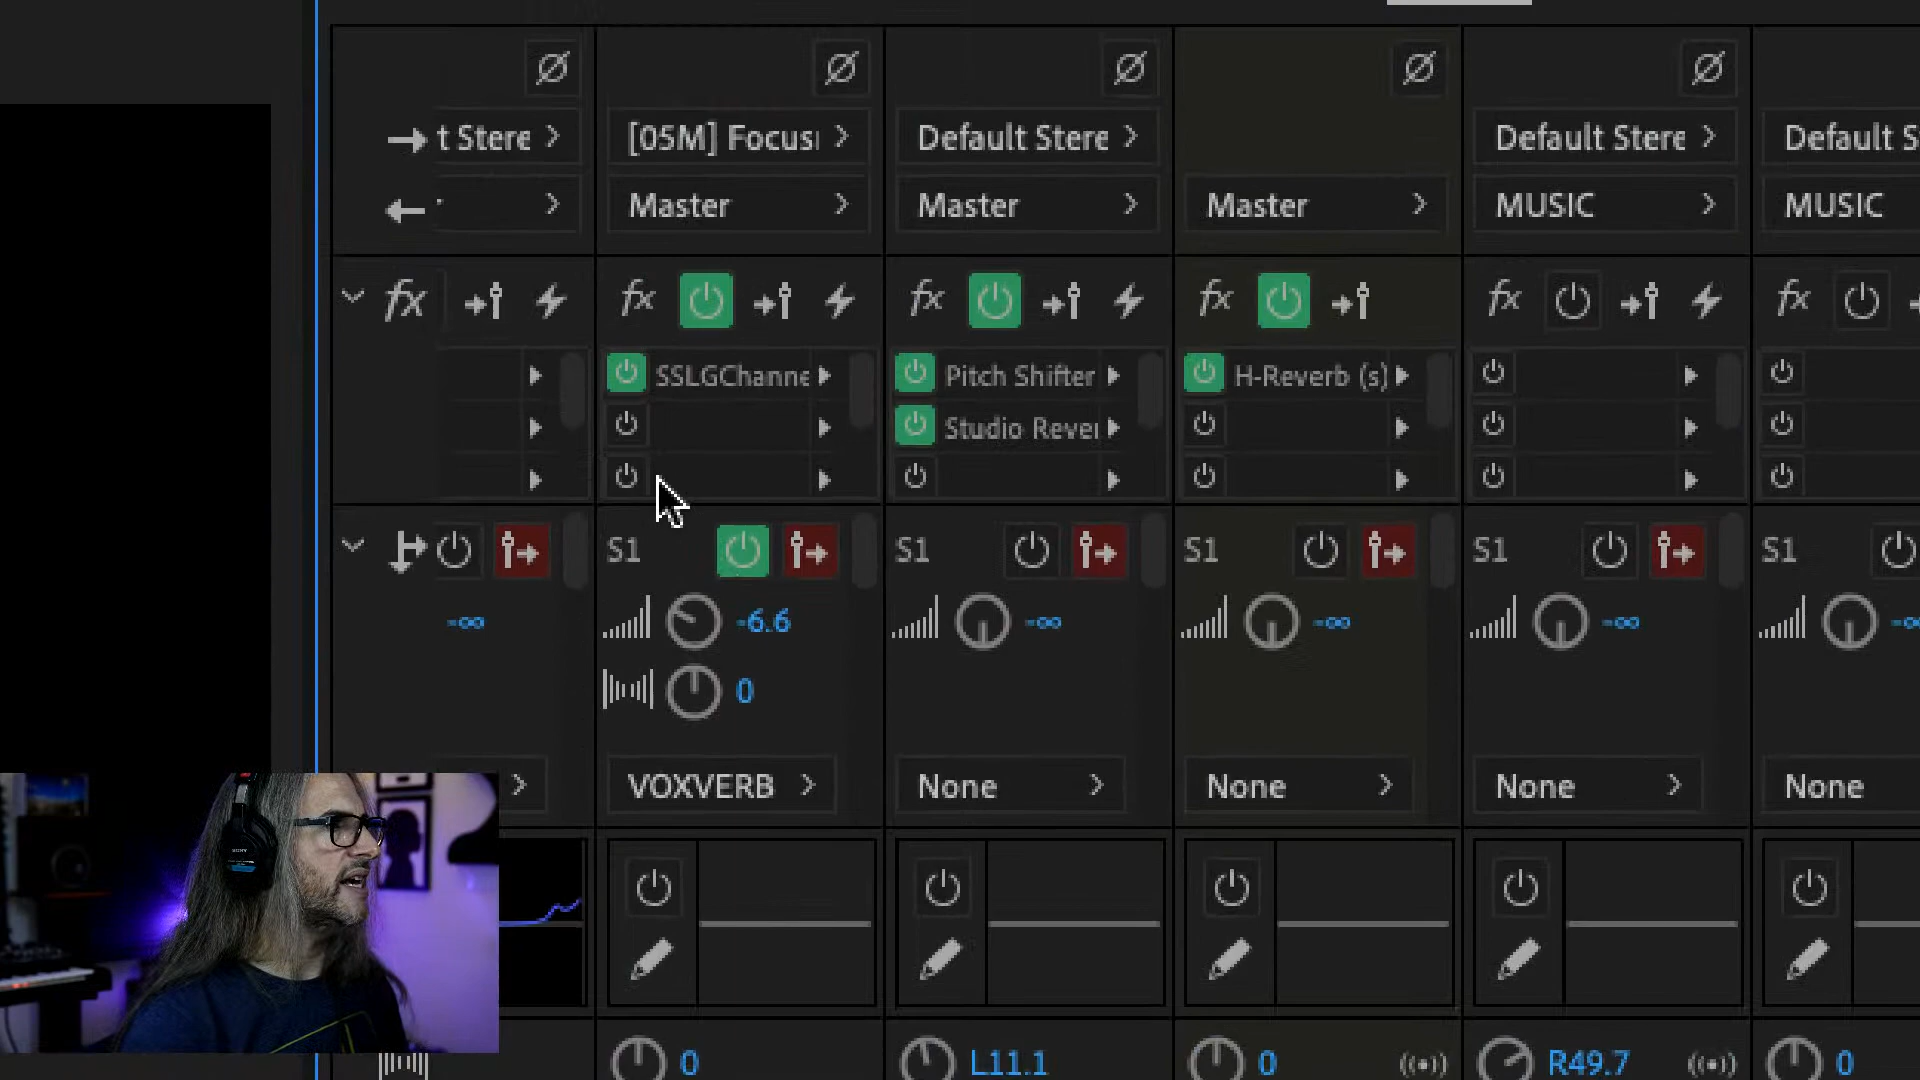 t Stere
[05M] Focus
Default Stere
Default Stere
Default S
Master
Master
Master
MUSIC
MUSIC
fx
fx
fx
fx
fx
fx
SSLGChanne
Pitch Shifter
H-Reverb (s)
Studio Rever
S1
S1
S1
S1
S1
-∞
-6.6
-∞
-∞
-∞
-∞
0
VOXVERB
None
None
None
None
SONY
0
L11.1
0
R49.7
0